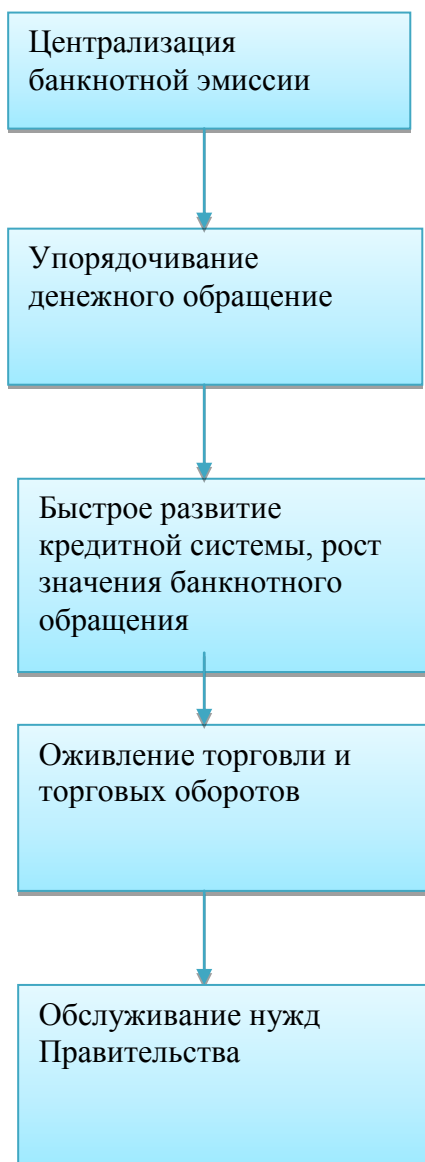 Централизация
банкнотной эмиссии
Упорядочивание
денежного обращение
Быстрое развитие
кредитной системы, рост
значения банкнотного
обращения
Оживление торговли и
торговых оборотов
Обслуживание нужд
Правительства